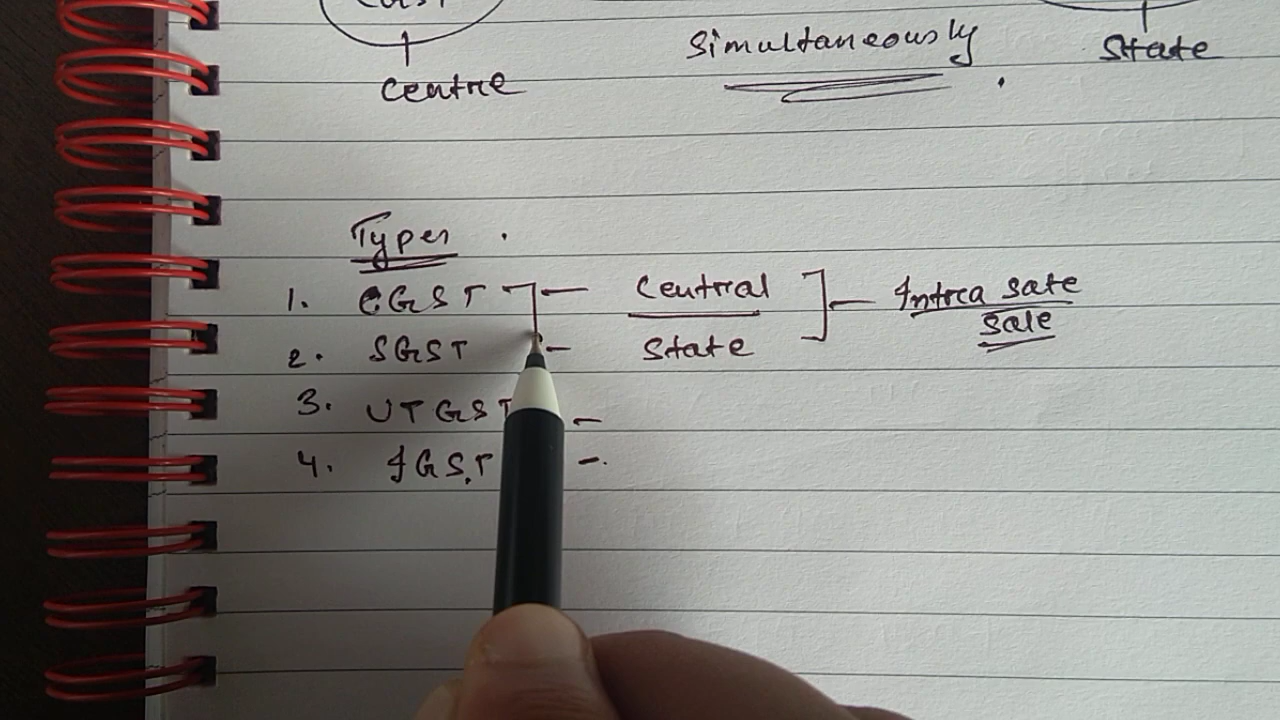 Simultaneously .
State
Centre
Types .
1. CGST - Central - Intra sate
sale
2. SGST - State
3. UTGST -
4. IGST -.